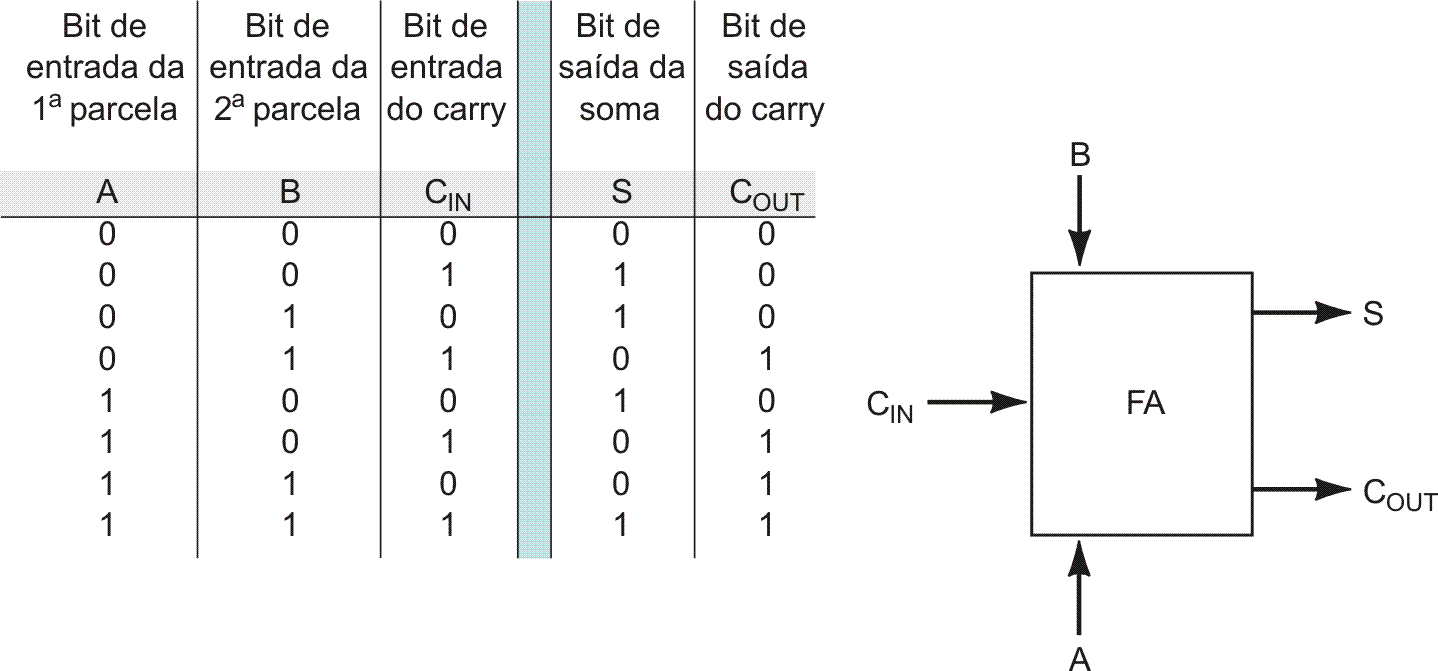 Bit de entrada da 1ª parcela
Bit de entrada da 2ª parcela
Bit de entrada do carry
Bit de saída da soma
Bit de saída do carry
A B CIN S COUT
0 0 0 0 0
0 0 1 1 0
0 1 0 1 0
0 1 1 0 1
1 0 0 1 0
1 0 1 0 1
1 1 0 0 1
1 1 1 1 1
B
S
CIN
FA
COUT
A